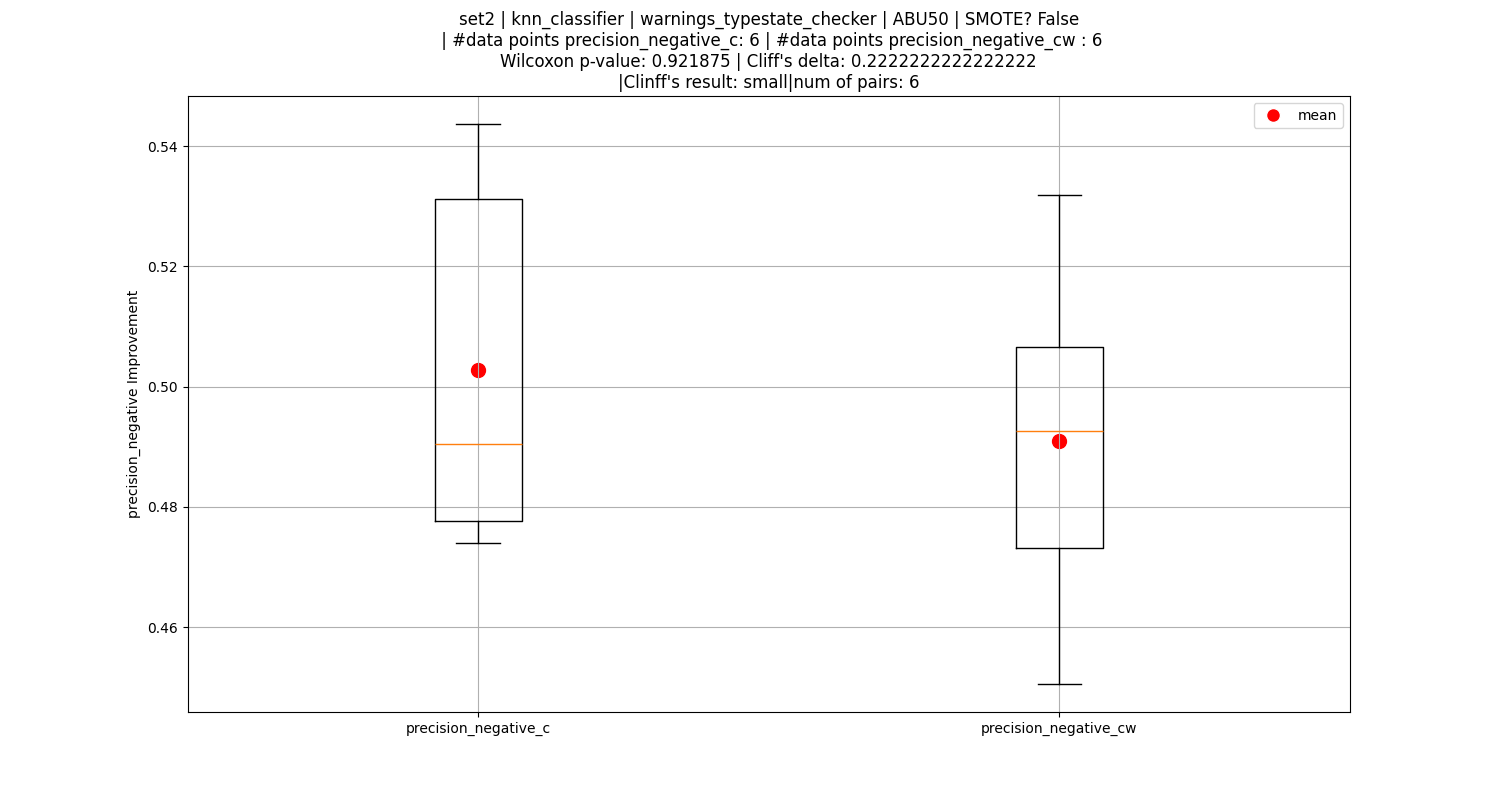 set2 | knn_classifier | warnings_typestate_checker | ABU50 | SMOTE? False
| #data points precision_negative_c: 6 | #data points precision_negative_cw : 6
Wilcoxon p-value: 0.921875 | Cliff's delta: 0.2222222222222222
|Clinff's result: small|num of pairs: 6
mean
0.54
0.52
0.50
0.48
0.46
precision_negative Improvement
precision_negative_c
precision_negative_cw